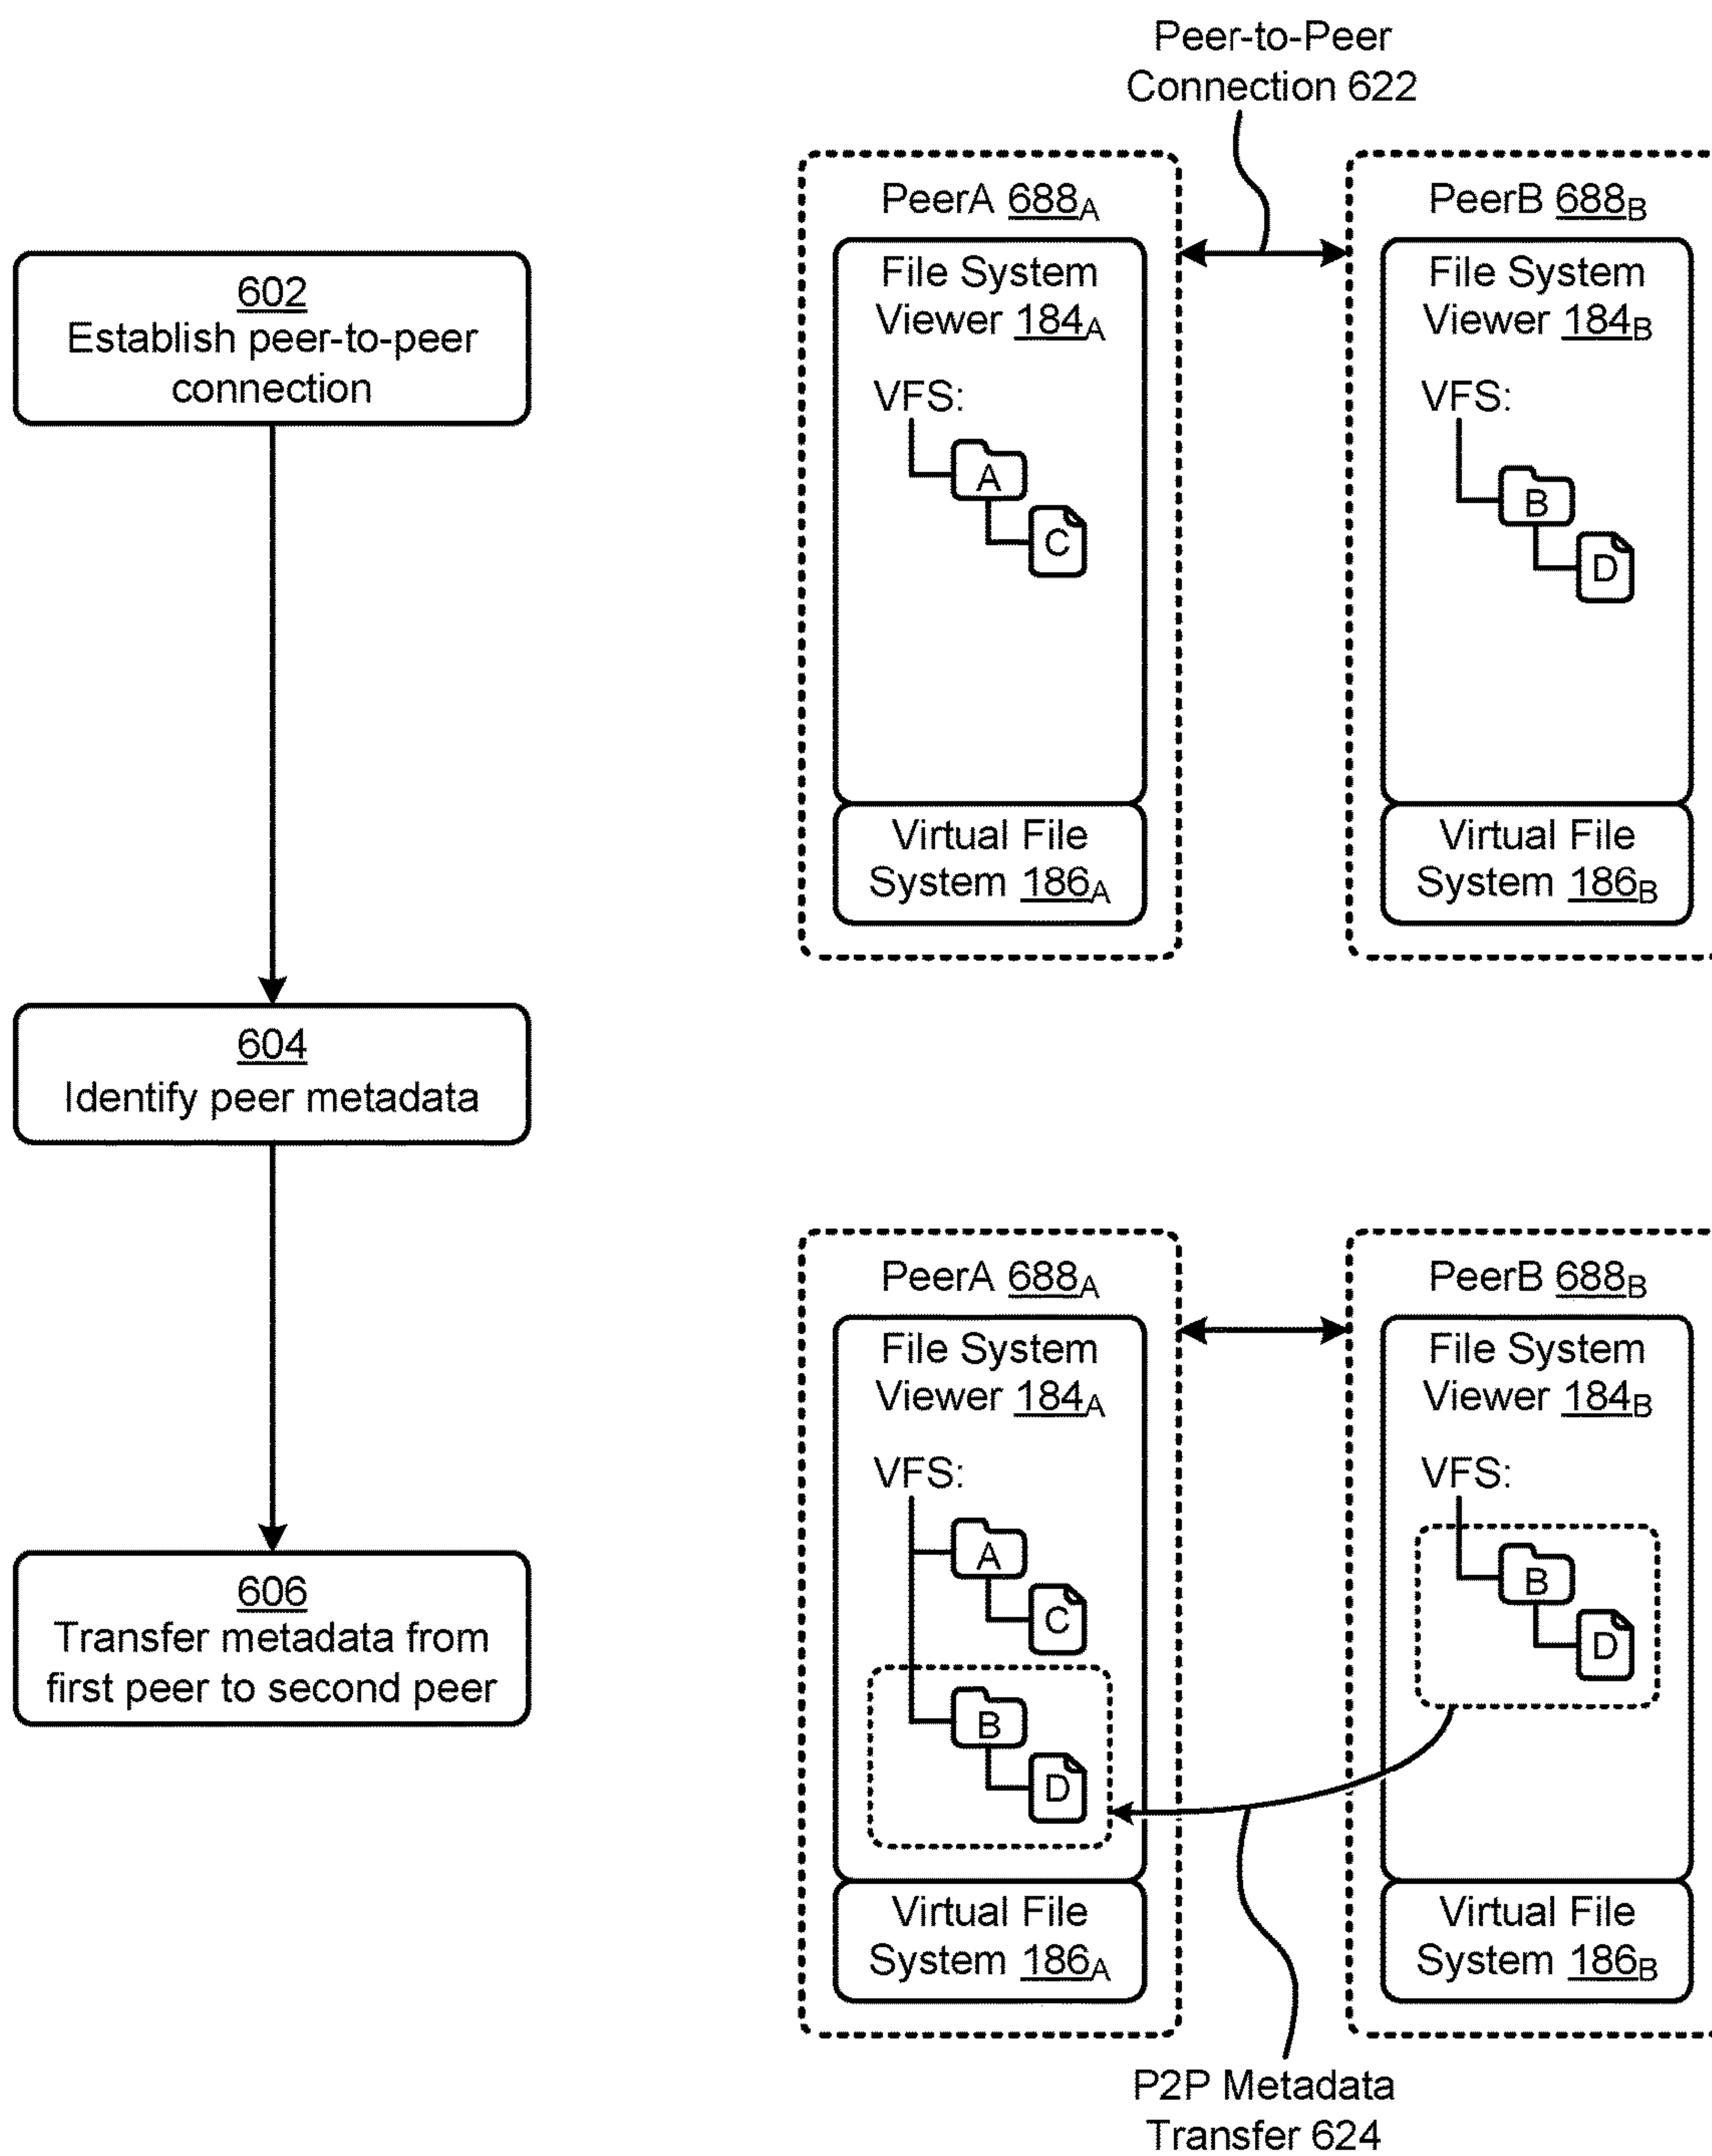 Peer-to-Peer
Connection 622
602
Establish peer-to-peer
connection
PeerA 688A
File System
Viewer 184A
VFS:
A
C
Virtual File
System 186A
PeerB 688B
File System
Viewer 184B
VFS:
B
D
Virtual File
System 186B
604
Identify peer metadata
606
Transfer metadata from
first peer to second peer
PeerA 688A
File System
Viewer 184A
VFS:
A
C
B
D
Virtual File
System 186A
PeerB 688B
File System
Viewer 184B
VFS:
B
D
Virtual File
System 186B
P2P Metadata
Transfer 624